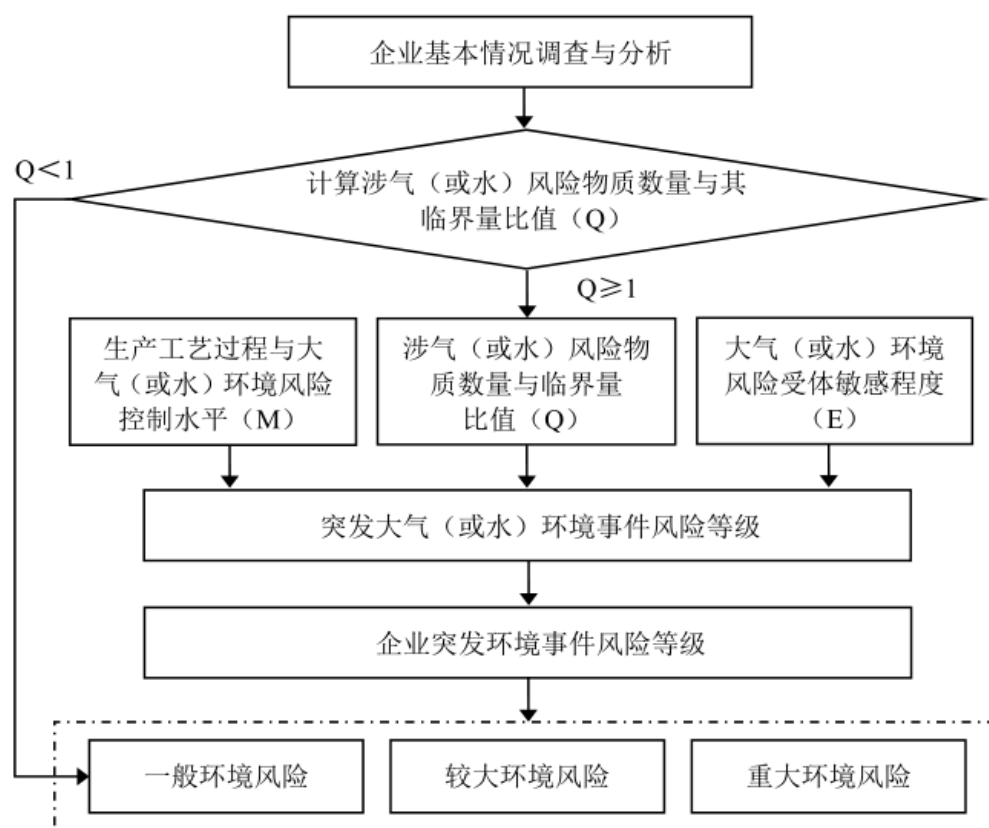 企业基本情况调查与分析
Q＜1
计算涉气（或水）风险物质数量与其
临界量比值（Q）
Q≥1
生产工艺过程与大
气（或水）环境风险
控制水平（M）
涉气（或水）风险物
质数量与临界量
比值（Q）
大气（或水）环境
风险受体敏感程度
（E）
突发大气（或水）环境事件风险等级
企业突发环境事件风险等级
一般环境风险
较大环境风险
重大环境风险